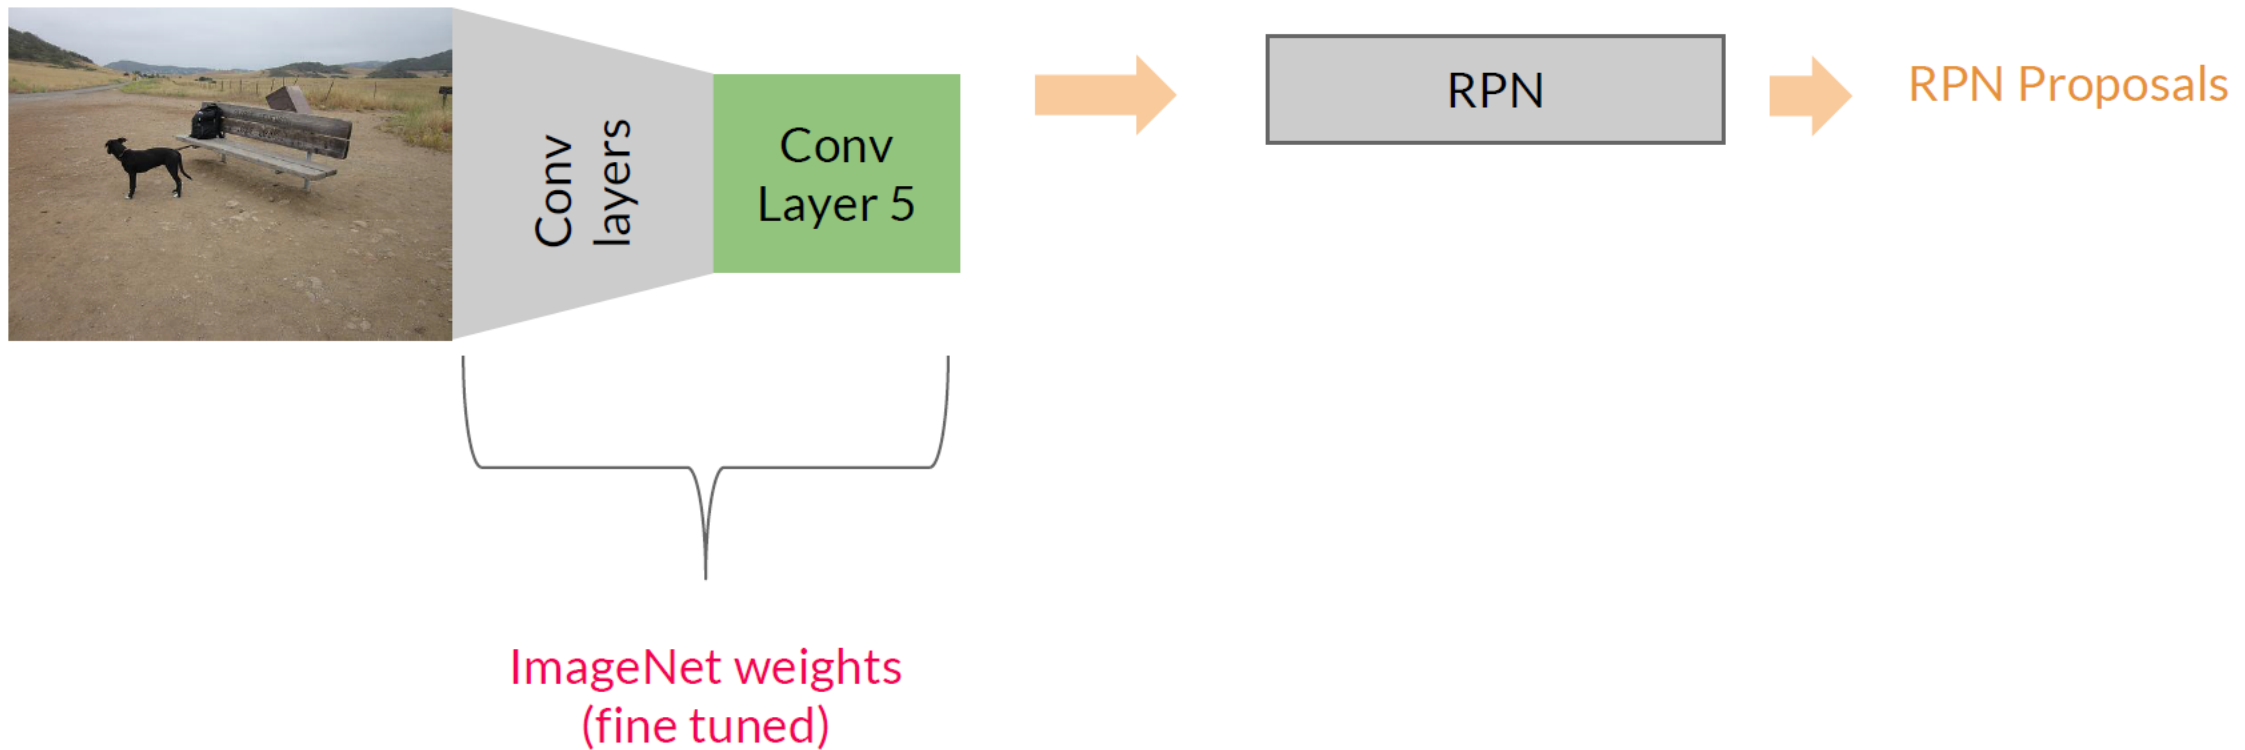 Conv
layers
Conv
Layer 5
RPN
RPN Proposals
ImageNet weights
(fine tuned)